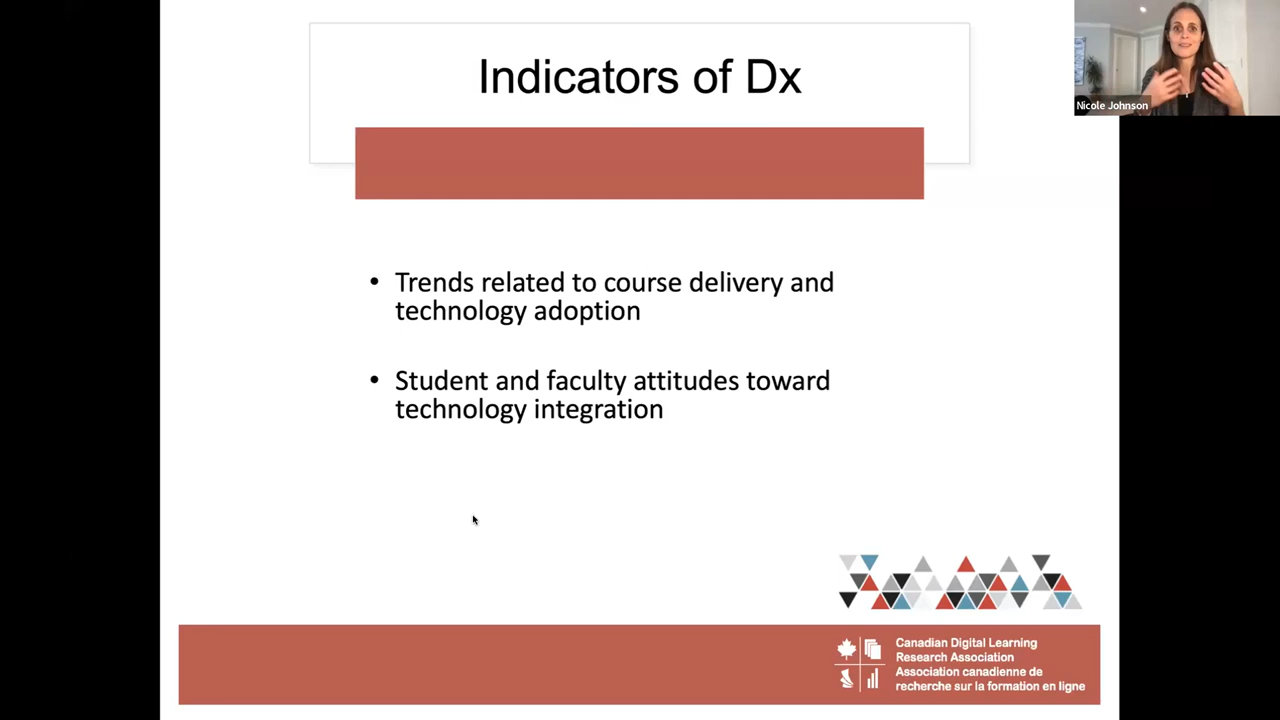 Indicators of Dx
Nicole Johnson
• Trends related to course delivery and
technology adoption
• Student and faculty attitudes toward
technology integration
Canadian Digital Learning
Research Association
Association canadienne de
recherche sur la formation en ligne